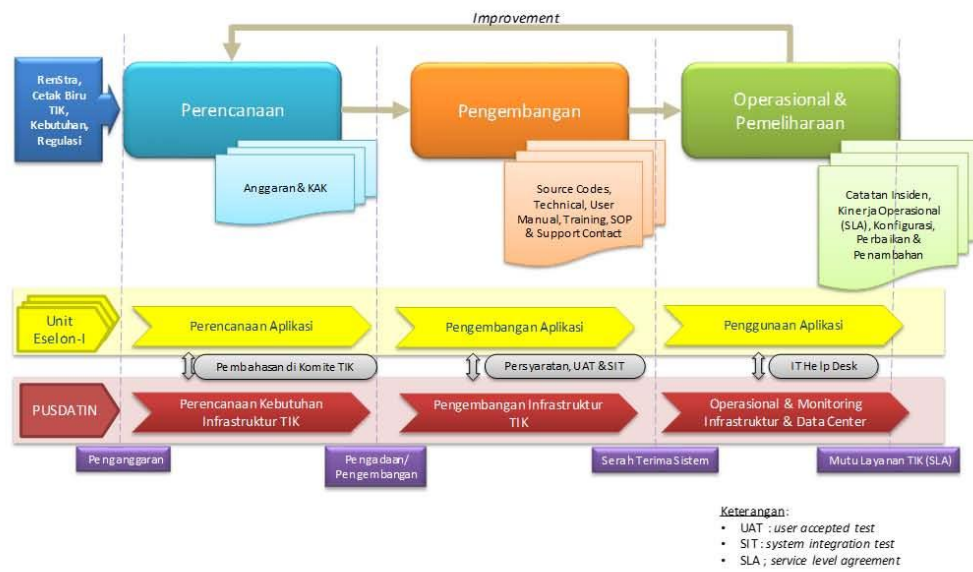 Improvement
RenStra,
Cetak Biru
TIK,
Kebutuhan,
Regulasi
Perencanaan
Pengembangan
Operasional &
Pemeliharaan
Anggaran & KAK
Source Codes,
Technical, User
Manual, Training, SOP
& Support Contact
Catatan Insiden,
Kinerja Operasional
(SLA), Konfigurasi,
Perbaikan &
Penambahan
Unit
Eselon-I
Perencanaan Aplikasi
Pengembangan Aplikasi
Penggunaan Aplikasi
Pembahasan di Komite TIK
Persyaratan, UAT & SIT
IT Help Desk
PUSDATIN
Perencanaan Kebutuhan
Infrastruktur TIK
Pengembangan Infrastruktur
TIK
Operasional & Monitoring
Infrastruktur & Data Center
Penganggaran
Pengadaan/
Pengembangan
Serah Terima Sistem
Mutu Layanan TIK (SLA)
Keterangan:
• UAT : user accepted test
• SIT : system integration test
• SLA ; service level agreement